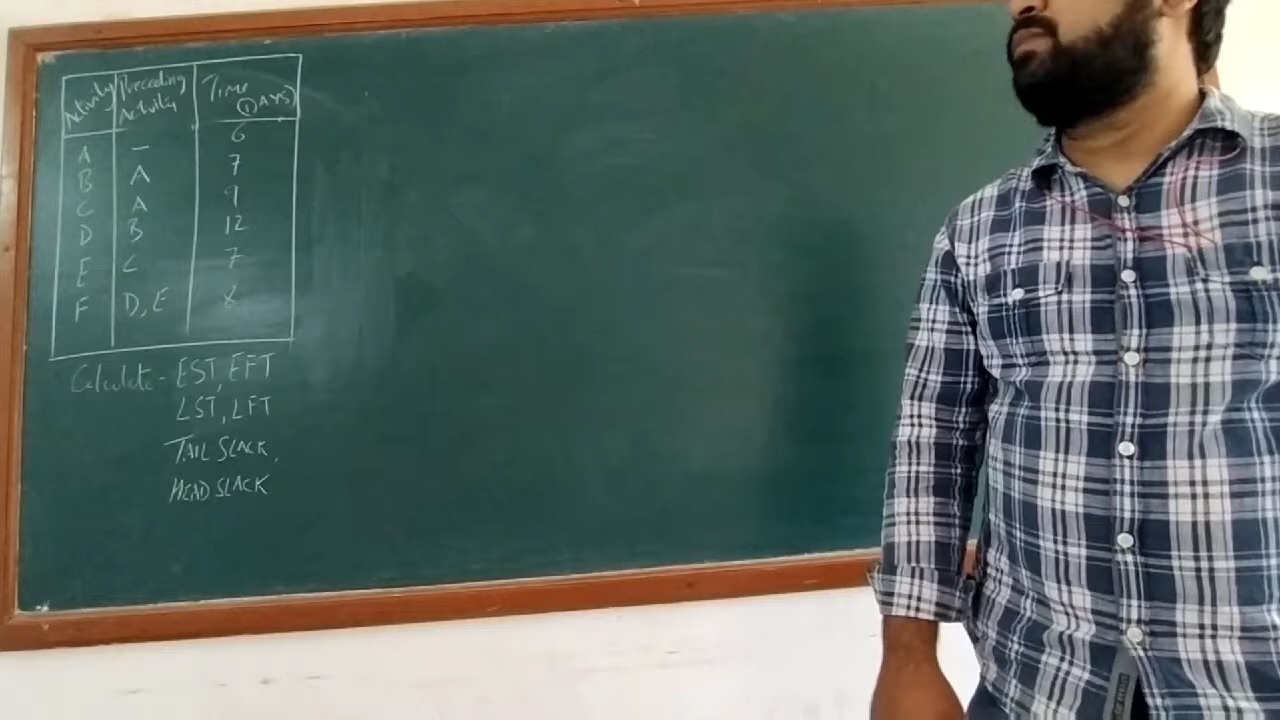 Activity Preceding Activity Time (DAYS)
A – 6
B A 7
C A 9
D B 12
E C 7
F D, E 8
Calculate- EST, EFT
LST, LFT
TAIL SLACK,
HEAD SLACK